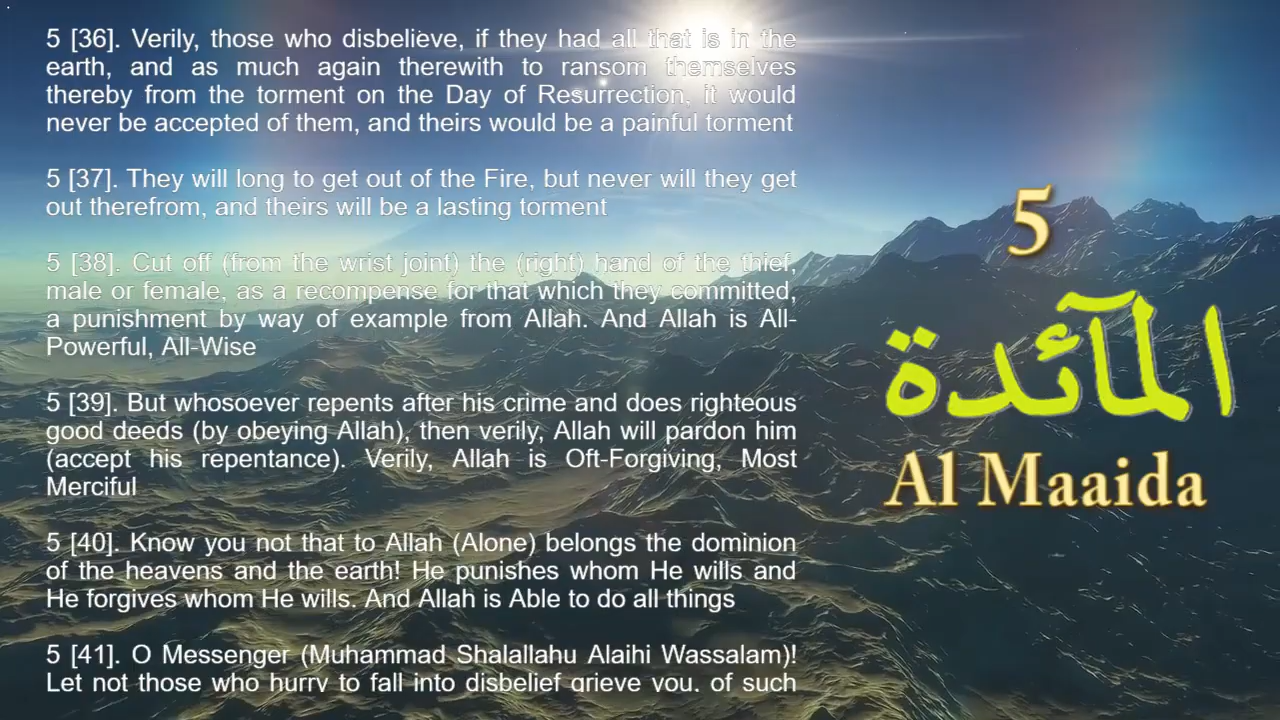 5 [36]. Verily, those who disbelieve, if they had all that is in the
earth, and as much again therewith to ransom themselves
thereby from the torment on the Day of Resurrection, it would
never be accepted of them, and theirs would be a painful torment
5 [37]. They will long to get out of the Fire, but never will they get
out therefrom, and theirs will be a lasting torment
5 [38]. Cut off (from the wrist joint) the (right) hand of the thief,
male or female, as a recompense for that which they committed,
a punishment by way of example from Allah. And Allah is All-
Powerful, All-Wise
5 [39]. But whosoever repents after his crime and does righteous
good deeds (by obeying Allah), then verily, Allah will pardon him
(accept his repentance). Verily, Allah is Oft-Forgiving, Most
Merciful
5 [40]. Know you not that to Allah (Alone) belongs the dominion
of the heavens and the earth! He punishes whom He wills and
He forgives whom He wills. And Allah is Able to do all things
5 [41]. O Messenger (Muhammad Shalallahu Alaihi Wassalam)!
Let not those who hurry to fall into disbelief grieve you, of such
5
المآئدة
Al Maaida